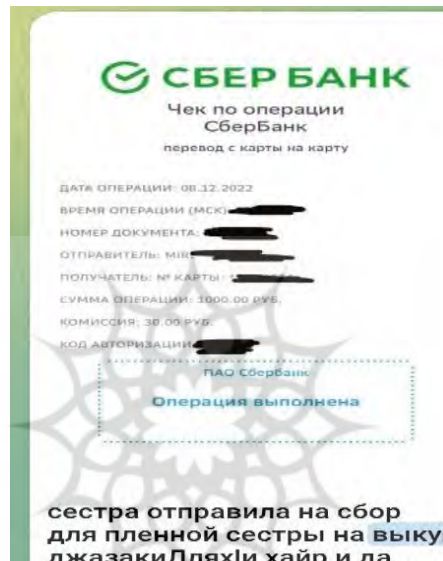 СБЕР БАНК
Чек по операции
СберБанк
перевод с карты на карту
ДАТА ОПЕРАЦИИ: 08.12.2022
ВРЕМЯ ОПЕРАЦИИ (МСК):
НОМЕР ДОКУМЕНТА:
ОТПРАВИТЕЛЬ: MIR
ПОЛУЧАТЕЛЬ: № КАРТЫ:
СУММА ОПЕРАЦИИ: 1000.00 РУБ.
КОМИССИЯ: 30.00 РУБ.
КОД АВТОРИЗАЦИИ
ПАО Сбербанк
Операция выполнена
сестра отправила на сбор
для пленной сестры на выку
джазакиЛляхIи хайр и да